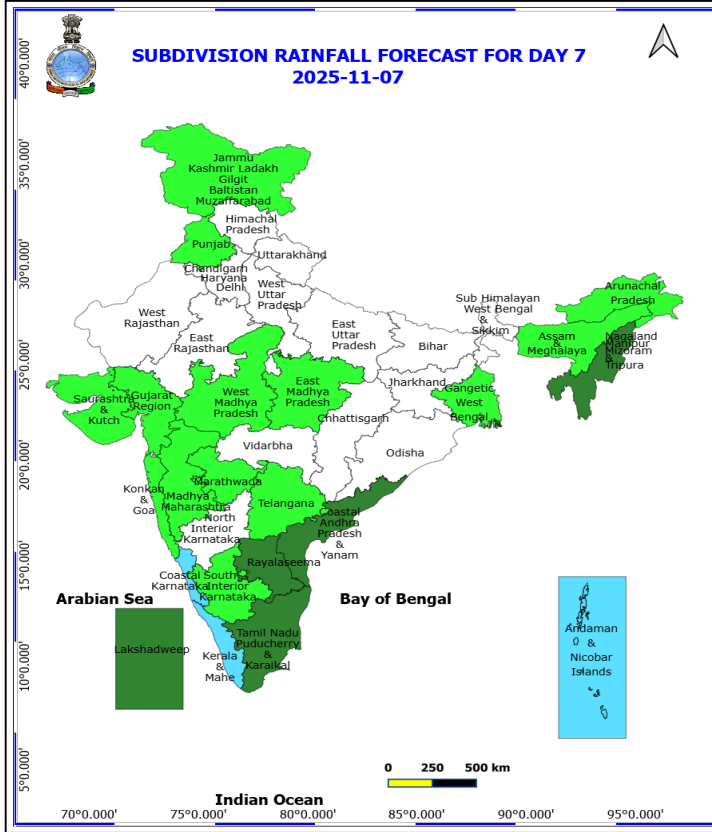 SUBDIVISION RAINFALL FORECAST FOR DAY 7
2025-11-07
40°0.000'
35°0.000'
30°0.000'
25°0.000'
20°0.000'
15°0.000'
10°0.000'
5°0.000'
Jammu
Kashmir Ladakh
Gilgit
Baltistan
Muzaffarabad
Himachal
Pradesh
Punjab
Uttarakhand
Chandigarh
Haryana
Delhi
West
Uttar
Pradesh
West
Rajasthan
East
Rajasthan
East
Uttar
Pradesh
Bihar
Sub Himalayan
West Bengal
&
Sikkim
Arunachal
Pradesh
Assam
&
Meghalaya
Nagaland
Manipur
Mizoram
&
Tripura
Saurashtra
&
Kutch
Gujarat
Region
West
Madhya
Pradesh
East
Madhya
Pradesh
Jharkhand
Gangetic
West
Bengal
Chhattisgarh
Vidarbha
Odisha
Konkan
&
Goa
Madhya
Maharashtra
Marathwada
Telangana
North
Interior
Karnataka
Coastal
Andhra
Pradesh
&
Yanam
Rayalaseema
Coastal
Karnataka
South
Interior
Karnataka
Arabian Sea
Bay of Bengal
Lakshadweep
Kerala
&
Mahe
Tamil Nadu
Puducherry
&
Karaikal
Andaman
&
Nicobar
Islands
0 250 500 km
Indian Ocean
70°0.000' 75°0.000' 80°0.000' 85°0.000' 90°0.000' 95°0.000'